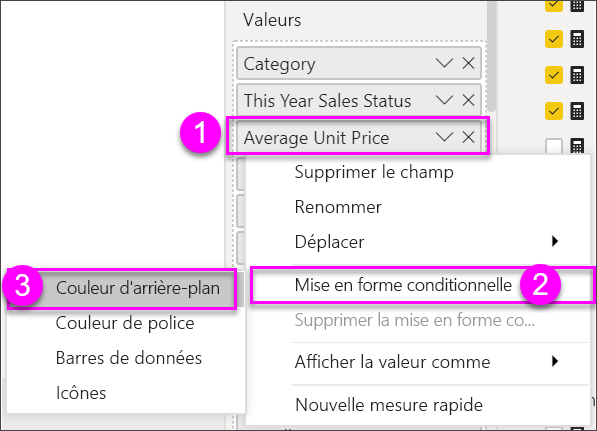 Valeurs
Category
This Year Sales Status
1
Average Unit Price
Supprimer le champ
Renommer
Déplacer
Mise en forme conditionnelle
2
Supprimer la mise en forme co...
Afficher la valeur comme
Nouvelle mesure rapide
3
Couleur d'arrière-plan
Couleur de police
Barres de données
Icônes